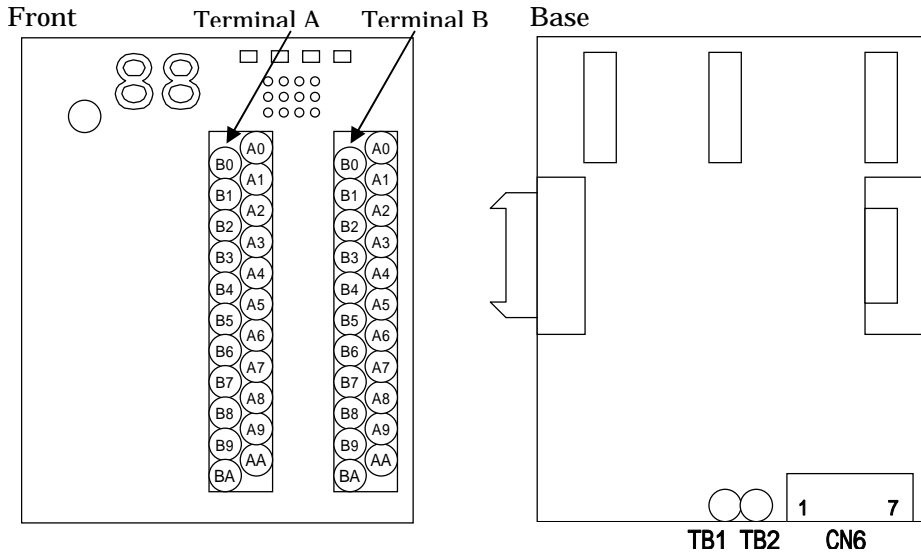 Front Terminal A Terminal B Base
88
A0 A0
B0 B0
A1 A1
B1 B1
A2 A2
B2 B2
A3 A3
B3 B3
A4 A4
B4 B4
A5 A5
B5 B5
A6 A6
B6 B6
A7 A7
B7 B7
A8 A8
B8 B8
A9 A9
B9 B9
AA AA
BA BA
1 7
TB1 TB2 CN6